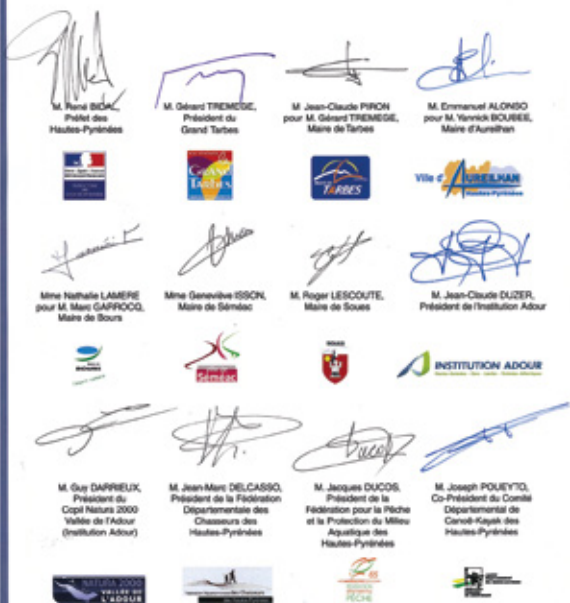 M. René BIDAL,
Préfet des
Hautes-Pyrénées
M. Gérard TREMEGE,
Président du
Grand Tarbes
M. Jean-Claude PIRON
pour M. Gérard TREMEGE,
Maire de Tarbes
M. Emmanuel ALONSO
pour M. Yannick BOUBEE,
Maire d'Aureilhan
GRAND
TARBES
TARBES
Ville d'AUREILHAN
Hautes-Pyrénées
Mme Nathalie LAMERE
pour M. Marc GARROCQ,
Maire de Bours
Mme Geneviève ISSON,
Maire de Séméac
M. Roger LESCOUTE,
Maire de Soues
M. Jean-Claude DUZER,
Président de l'Institution Adour
Séméac
SOUES
INSTITUTION ADOUR
M. Guy DARRIEUX,
Président du
Copil Natura 2000
Vallée de l'Adour
(Institution Adour)
M. Jean-Marc DELCASSO,
Président de la Fédération
Départementale des
Chasseurs des
Hautes-Pyrénées
M. Jacques DUCOS,
Président de la
Fédération pour la Pêche
et la Protection du Milieu
Aquatique des
Hautes-Pyrénées
M. Joseph POUEYTO,
Co-Président du Comité
Départemental de
Canoë-Kayak des
Hautes-Pyrénées
NATURA 2000
VALLÉE DE
L'ADOUR
des Chasseurs
65
PÊCHE